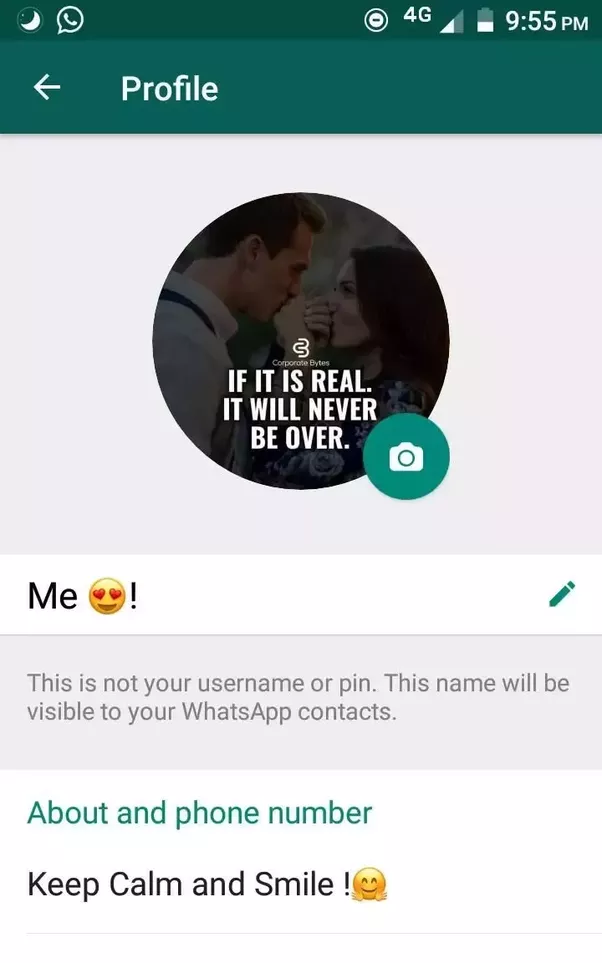 4G 9:55 PM
Profile
Corporate Bytes
IF IT IS REAL.
IT WILL NEVER
BE OVER.
Me 😍!
This is not your username or pin. This name will be
visible to your WhatsApp contacts.
About and phone number
Keep Calm and Smile !🤗